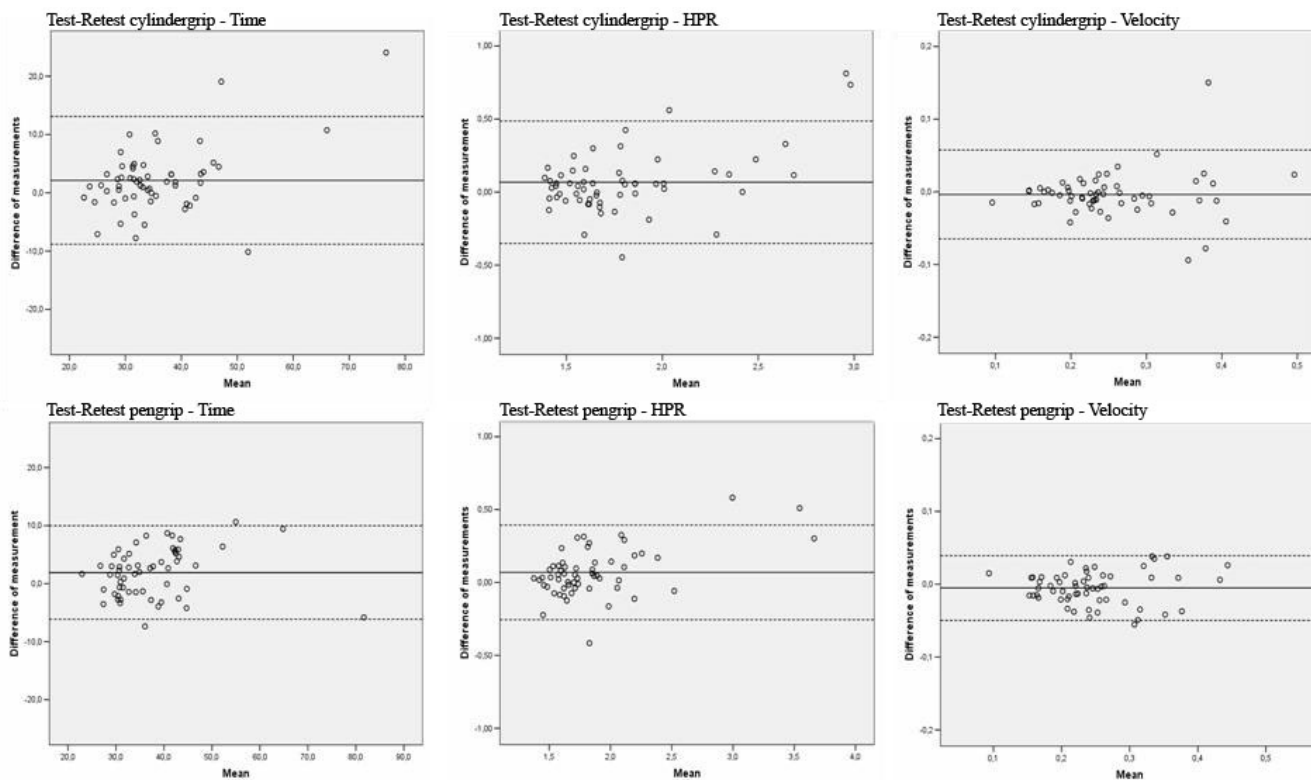 Test-Retest cylindergrip - Time
Difference of measurements
20,0
10,0
0,0
-10,0
-20,0
20,0 30,0 40,0 50,0 60,0 70,0 80,0
Mean
Test-Retest cylindergrip - HPR
Difference of measurements
1,00
0,50
0,00
-0,50
-1,00
1,5 2,0 2,5 3,0
Mean
Test-Retest cylindergrip - Velocity
Difference of measurements
0,2
0,1
0,0
-0,1
-0,2
0,1 0,2 0,3 0,4 0,5
Mean
Test-Retest pengrip - Time
Difference of measurements
20,0
10,0
0,0
-10,0
-20,0
20,0 30,0 40,0 50,0 60,0 70,0 80,0 90,0
Mean
Test-Retest pengrip - HPR
Difference of measurement
1,00
0,50
0,00
-0,50
-1,00
1,5 2,0 2,5 3,0 3,5 4,0
Mean
Test-Retest pengrip - Velocity
Difference of measurements
0,2
0,1
0,0
-0,1
-0,2
0,1 0,2 0,3 0,4 0,5
Mean